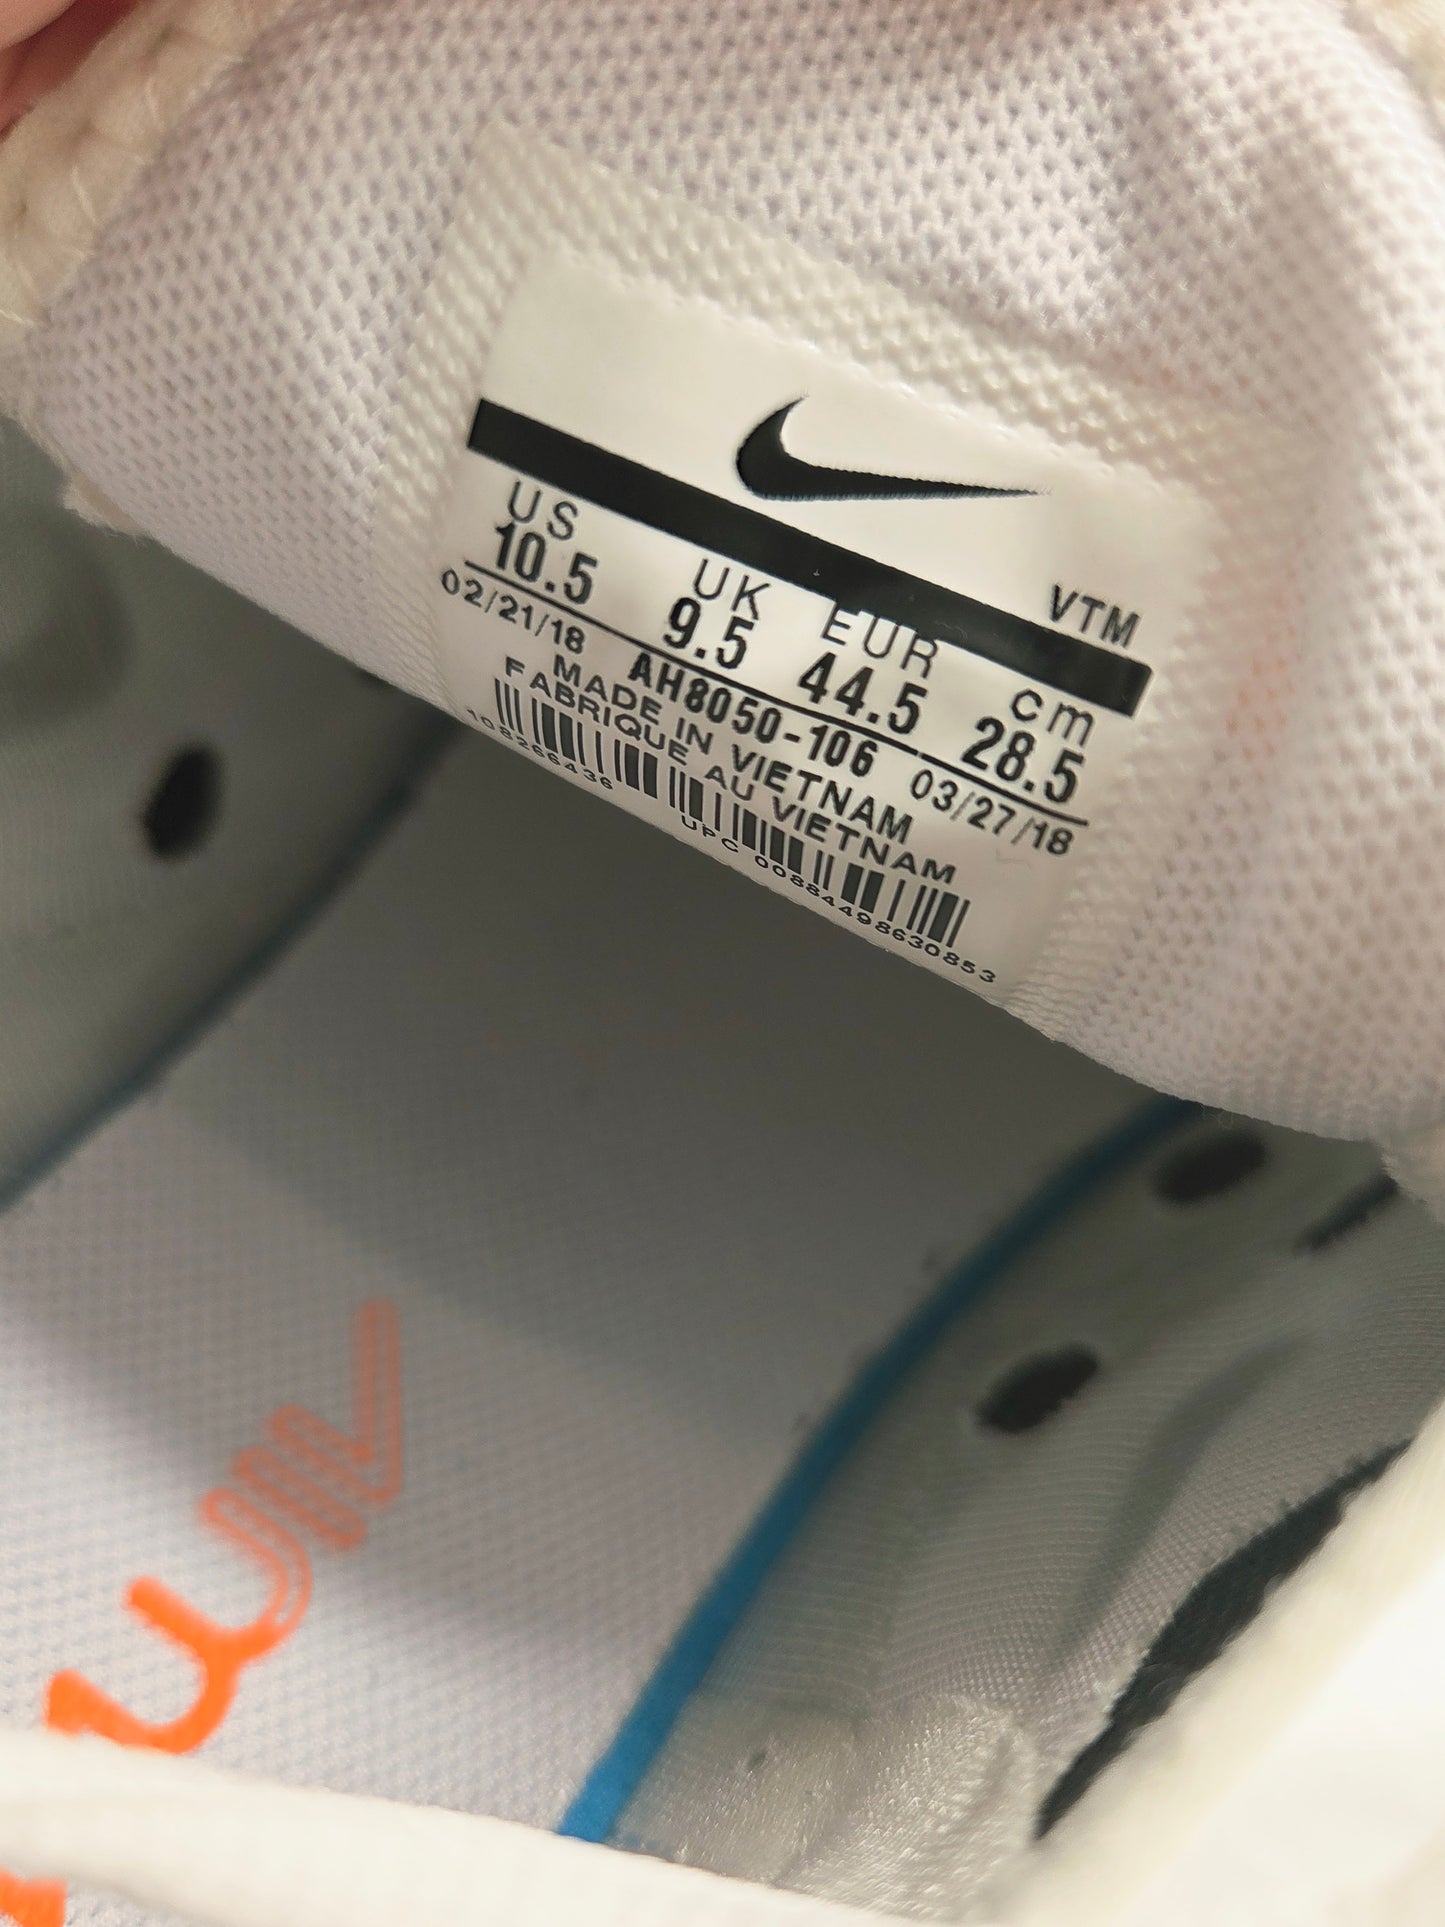 VTM
US UK EUR cm
10.5 9.5 44.5 28.5
02/21/18 AH8050-106 03/27/18
MADE IN VIETNAM
FABRIQUE AU VIETNAM
108266436
UPC 00884498630853